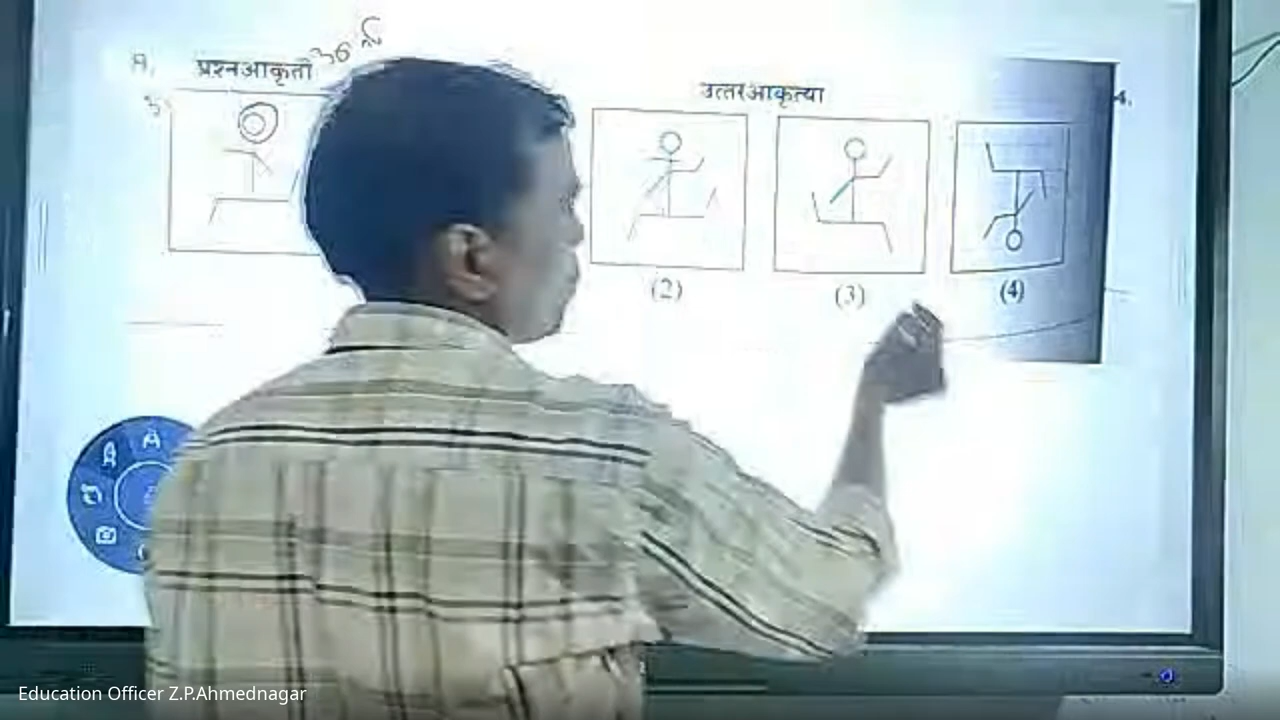 A. प्रश्नआकृती
उत्तरआकृत्या
(2) (3) (4)
Education Officer Z.P.Ahmednagar